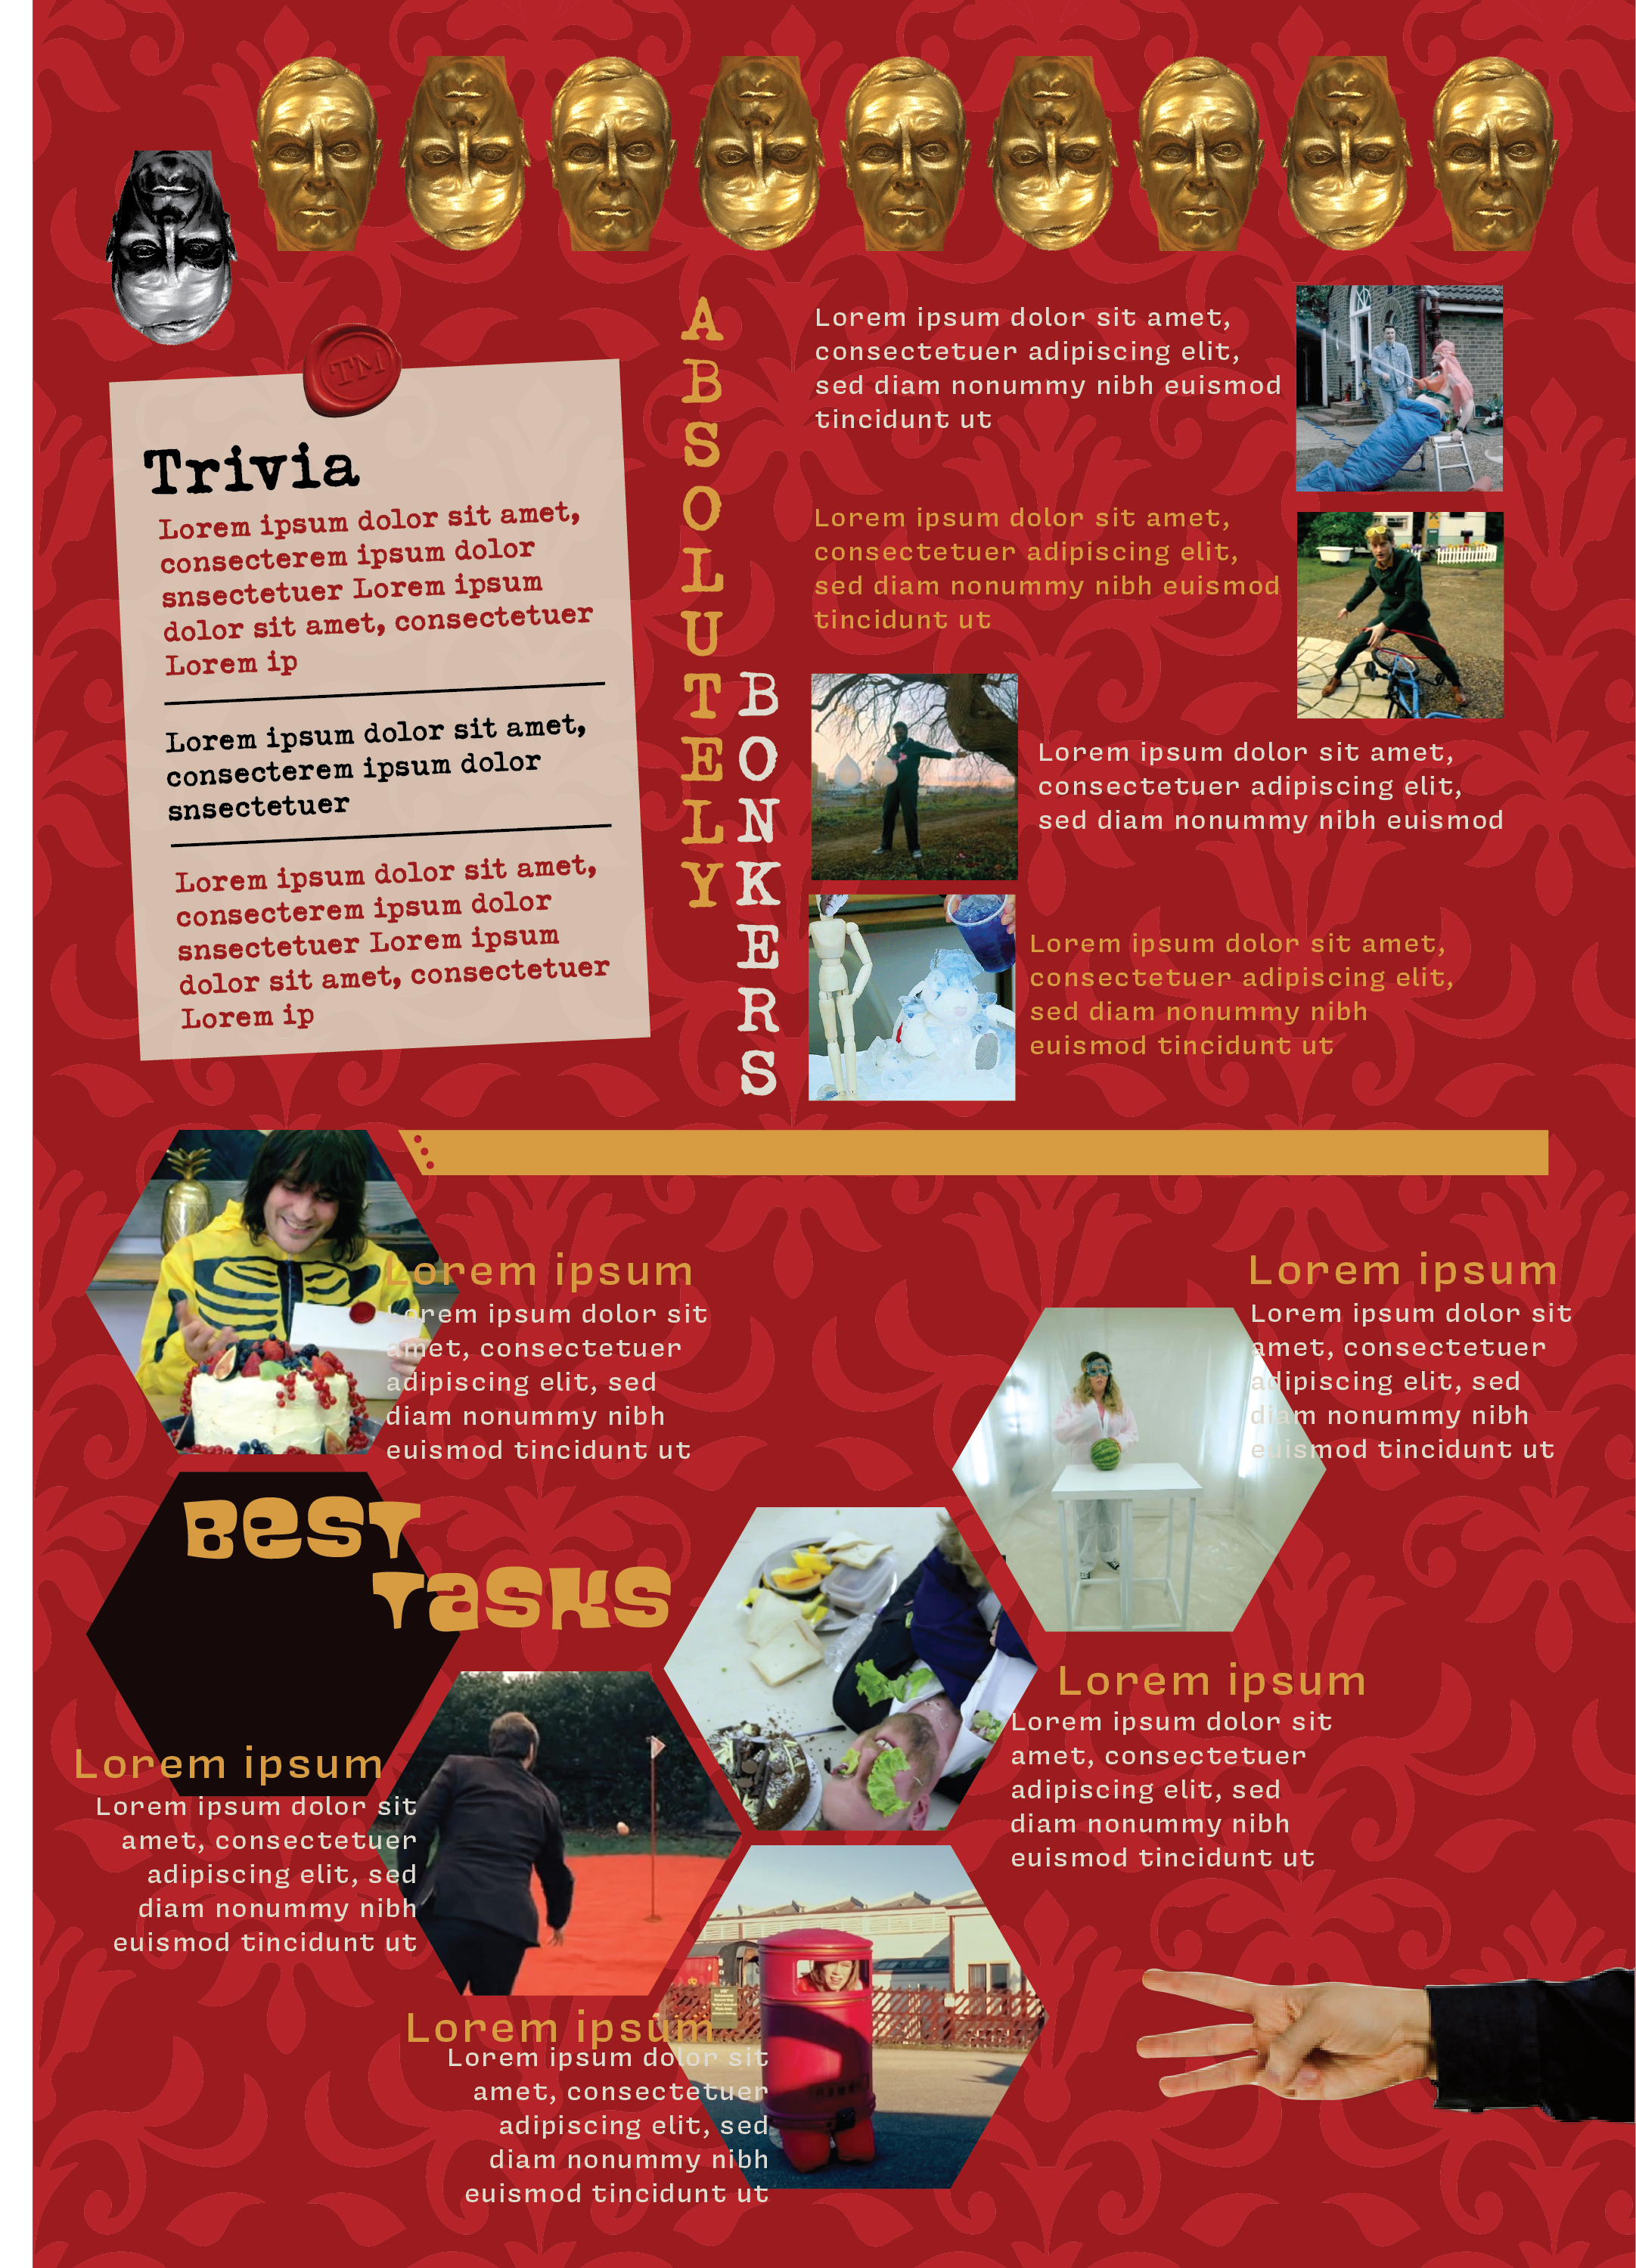 TM
Trivia
Lorem ipsum dolor sit amet,
consecterem ipsum dolor
snsectetuer Lorem ipsum
dolor sit amet, consectetuer
Lorem ip
Lorem ipsum dolor sit amet,
consecterem ipsum dolor
snsectetuer
Lorem ipsum dolor sit amet,
consecterem ipsum dolor
snsectetuer Lorem ipsum
dolor sit amet, consectetuer
Lorem ip
ABSOLUTELY
BONKERS
Lorem ipsum dolor sit amet,
consectetuer adipiscing elit,
sed diam nonummy nibh euismod
tincidunt ut
Lorem ipsum dolor sit amet,
consectetuer adipiscing elit,
sed diam nonummy nibh euismod
tincidunt ut
Lorem ipsum dolor sit amet,
consectetuer adipiscing elit,
sed diam nonummy nibh euismod
Lorem ipsum dolor sit amet,
consectetuer adipiscing elit,
sed diam nonummy nibh
euismod tincidunt ut
Lorem ipsum
Lorem ipsum dolor sit
amet, consectetuer
adipiscing elit, sed
diam nonummy nibh
euismod tincidunt ut
Lorem ipsum
Lorem ipsum dolor sit
amet, consectetuer
adipiscing elit, sed
diam nonummy nibh
euismod tincidunt ut
Best
Tasks
Lorem ipsum
Lorem ipsum dolor sit
amet, consectetuer
adipiscing elit, sed
diam nonummy nibh
euismod tincidunt ut
Lorem ipsum
Lorem ipsum dolor sit
amet, consectetuer
adipiscing elit, sed
diam nonummy nibh
euismod tincidunt ut
Lorem ipsum
Lorem ipsum dolor sit
amet, consectetuer
adipiscing elit, sed
diam nonummy nibh
euismod tincidunt ut